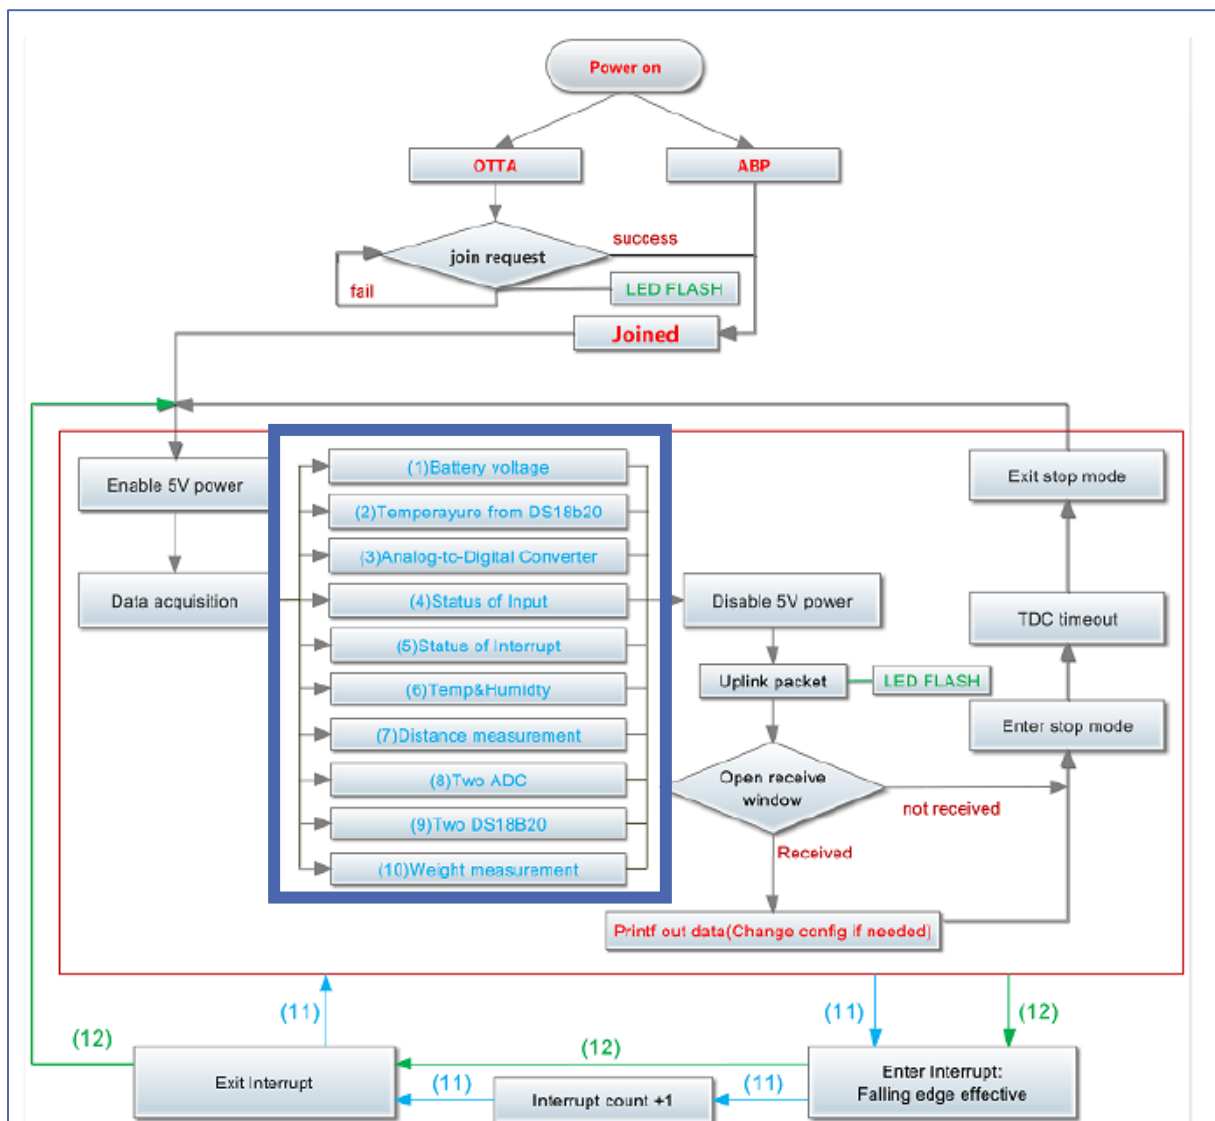 Power on
OTTA
ABP
join request
success
fail
LED FLASH
Joined
Enable 5V power
Data acquisition
(1)Battery voltage
(2)Temperayure from DS18b20
(3)Analog-to-Digital Converter
(4)Status of Input
(5)Status of Interrupt
(6)Temp&Humidty
(7)Distance measurement
(8)Two ADC
(9)Two DS18B20
(10)Weight measurement
Disable 5V power
Uplink packet
LED FLASH
Open receive
window
not received
Received
Printf out data(Change config if needed)
Exit stop mode
TDC timeout
Enter stop mode
(11)
(11)
(12)
(12)
(12)
Exit Interrupt
(11)
Interrupt count +1
(11)
Enter Interrupt:
Falling edge effective